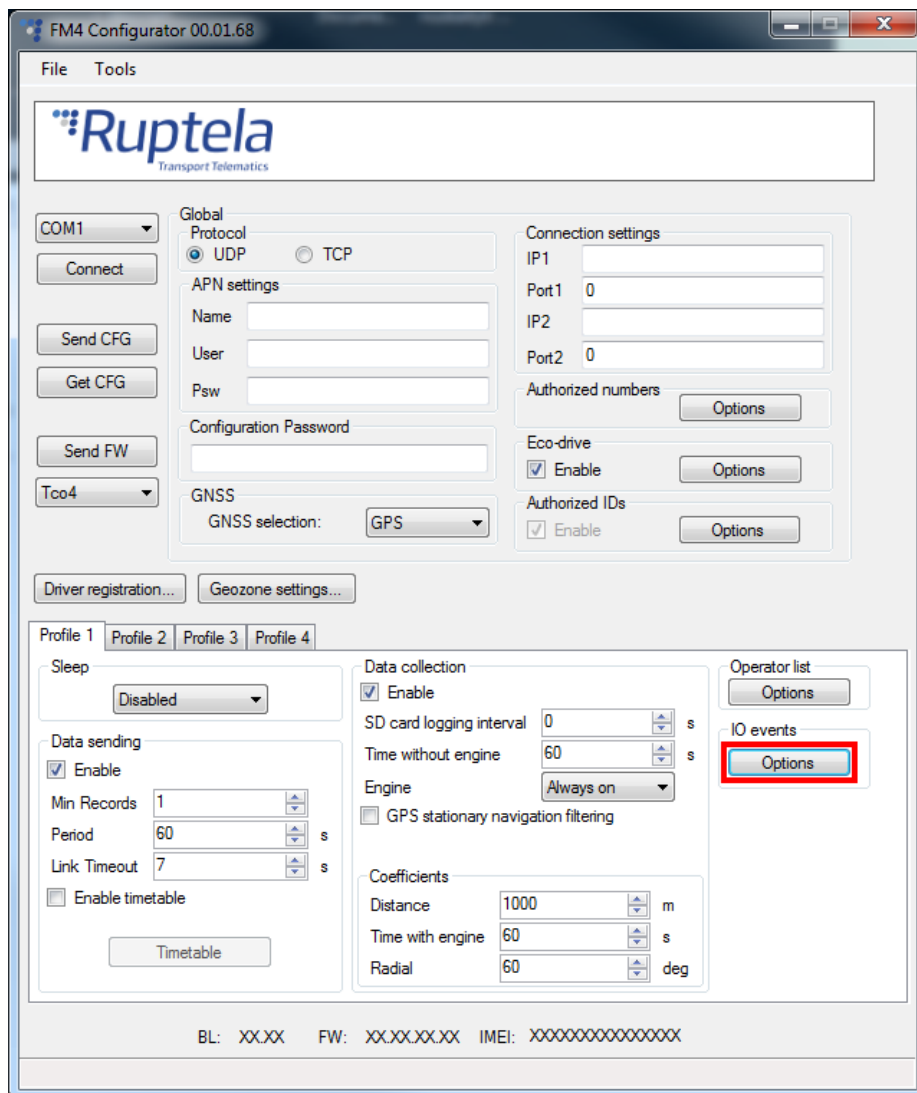 FM4 Configurator 00.01.68
File Tools
Ruptela
Transport Telematics
COM1
Connect
Send CFG
Get CFG
Send FW
Tco4
Global
Protocol
UDP TCP
APN settings
Name
User
Psw
Configuration Password
GNSS
GNSS selection: GPS
Connection settings
IP1
Port1 0
IP2
Port2 0
Authorized numbers
Options
Eco-drive
Enable Options
Authorized IDs
Enable Options
Driver registration... Geozone settings...
Profile 1 Profile 2 Profile 3 Profile 4
Sleep
Disabled
Data sending
Enable
Min Records 1
Period 60 s
Link Timeout 7 s
Enable timetable
Timetable
Data collection
Enable
SD card logging interval 0 s
Time without engine 60 s
Engine Always on
GPS stationary navigation filtering
Coefficients
Distance 1000 m
Time with engine 60 s
Radial 60 deg
Operator list
Options
IO events
Options
BL: XX.XX FW: XX.XX.XX.XX IMEI: XXXXXXXXXXXXXXX